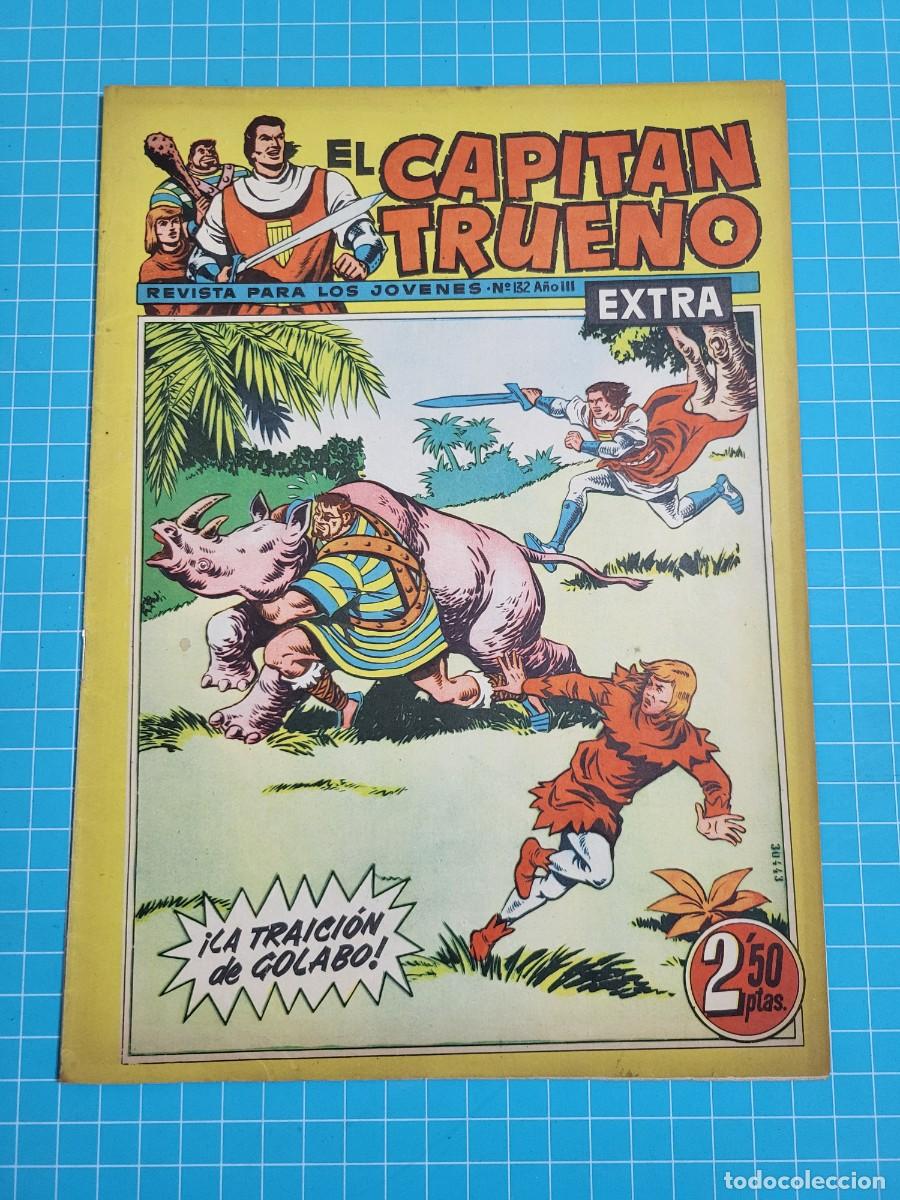 EL CAPITAN
TRUENO
REVISTA PARA LOS JOVENES - Nº 132 Año III
EXTRA
30443
¡LA TRAICIÓN
de GOLABO!
2'50
ptas.
todocoleccion